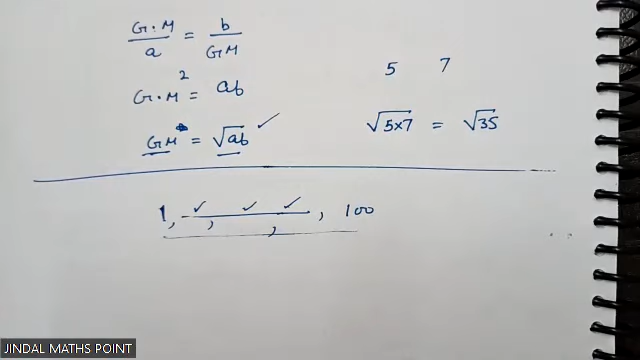 G.M/a = b/GM
G.M² = ab
5 7
GM = √ab ✓
√5×7 = √35
1, ✓, ✓, ✓, 100
JINDAL MATHS POINT